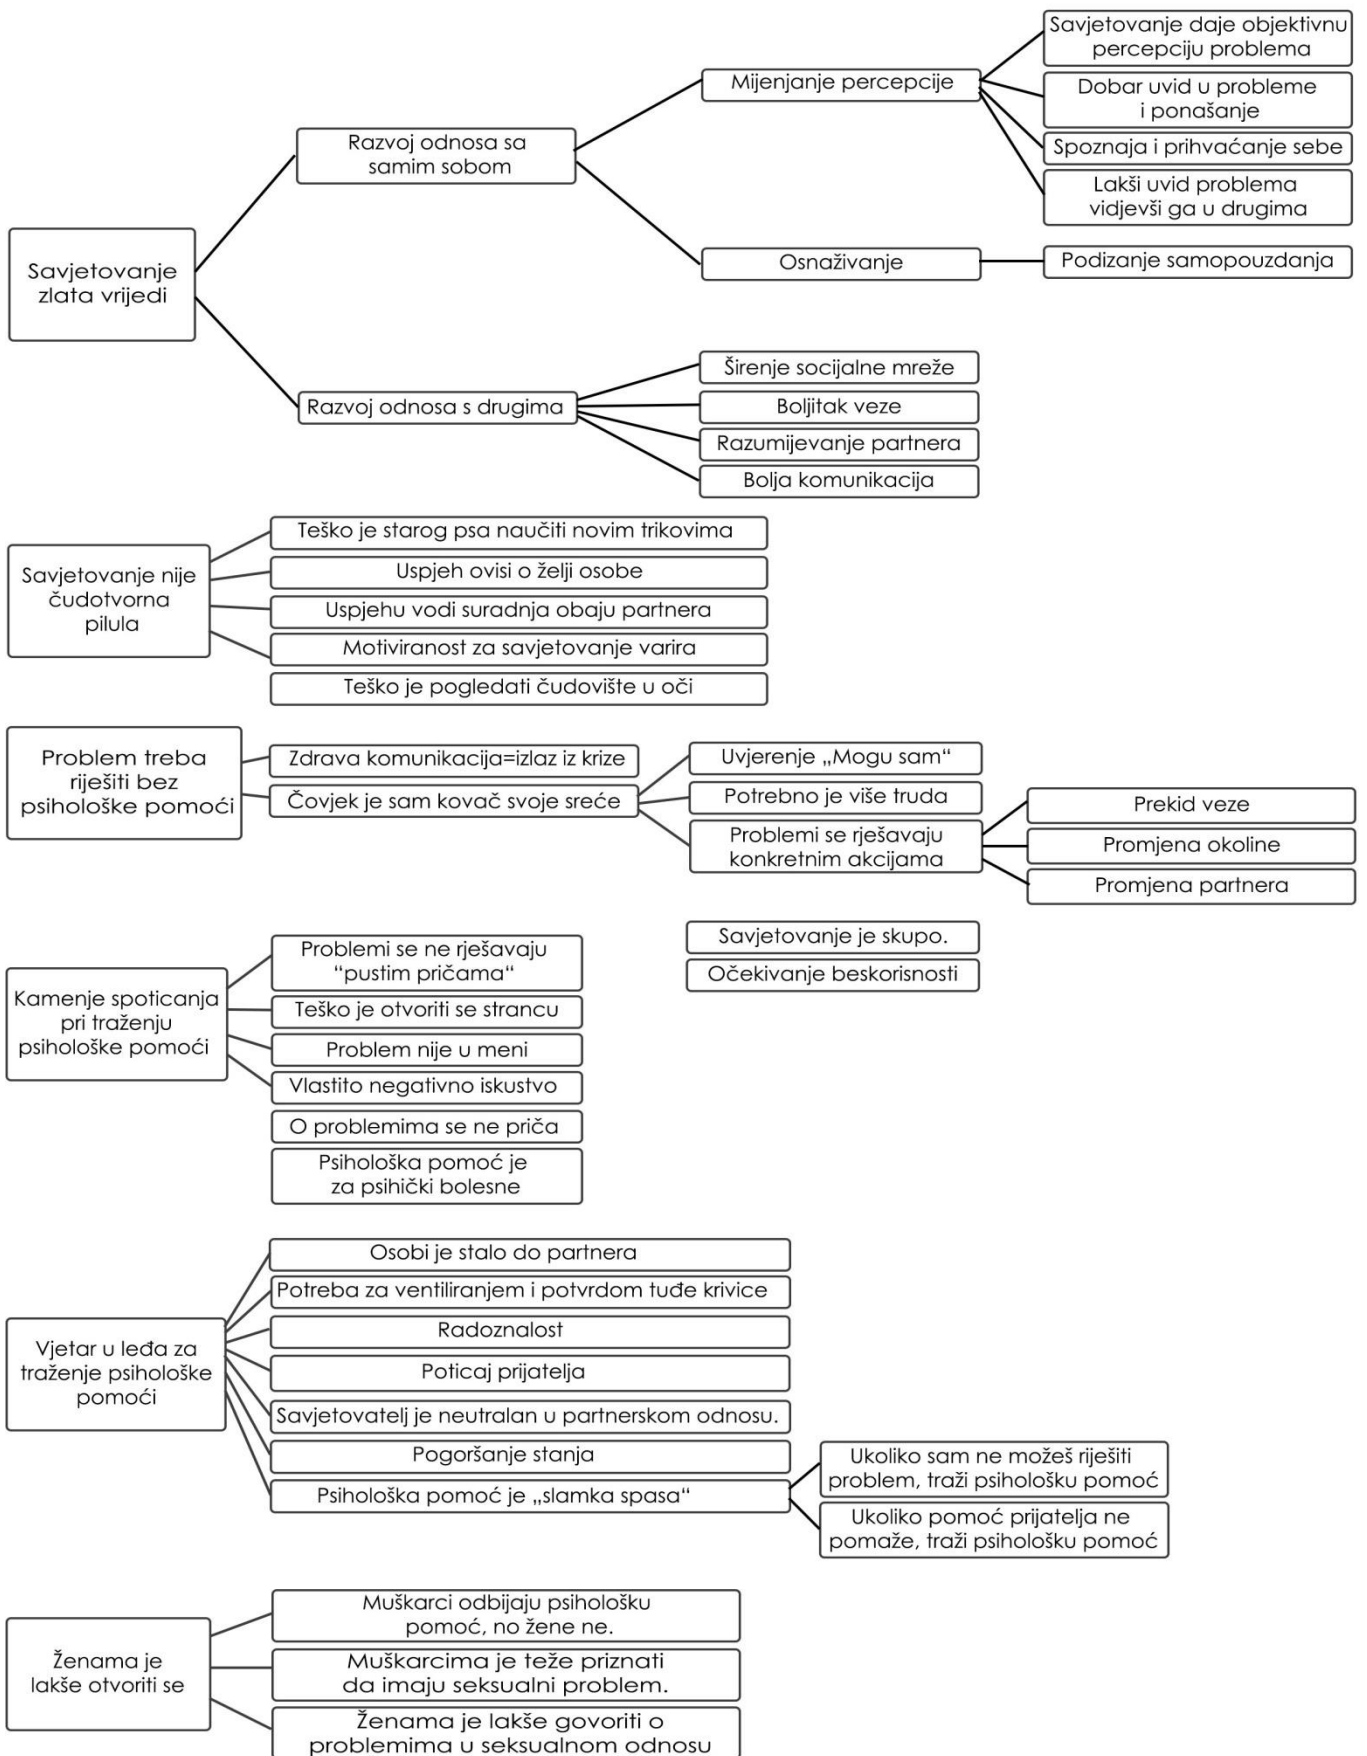 Savjetovanje daje objektivnu
percepciju problema
Mijenjanje percepcije
Dobar uvid u probleme
i ponašanje
Razvoj odnosa sa
samim sobom
Spoznaja i prihvaćanje sebe
Lakši uvid problema
vidjevši ga u drugima
Savjetovanje
zlata vrijedi
Osnaživanje
Podizanje samopouzdanja
Širenje socijalne mreže
Razvoj odnosa s drugima
Boljitak veze
Razumijevanje partnera
Bolja komunikacija
Teško je starog psa naučiti novim trikovima
Savjetovanje nije
čudotvorna
pilula
Uspjeh ovisi o želji osobe
Uspjehu vodi suradnja obaju partnera
Motiviranost za savjetovanje varira
Teško je pogledati čudovište u oči
Problem treba
riješiti bez
psihološke pomoći
Zdrava komunikacija=izlaz iz krize
Čovjek je sam kovač svoje sreće
Uvjerenje „Mogu sam“
Potrebno je više truda
Problemi se rješavaju
konkretnim akcijama
Prekid veze
Promjena okoline
Promjena partnera
Savjetovanje je skupo.
Očekivanje beskorisnosti
Kamenje spoticanja
pri traženju
psihološke pomoći
Problemi se ne rješavaju
“pustim pričama“
Teško je otvoriti se strancu
Problem nije u meni
Vlastito negativno iskustvo
O problemima se ne priča
Psihološka pomoć je
za psihički bolesne
Vjetar u leđa za
traženje psihološke
pomoći
Osobi je stalo do partnera
Potreba za ventiliranjem i potvrdom tuđe krivice
Radoznalost
Poticaj prijatelja
Savjetovatelj je neutralan u partnerskom odnosu.
Pogoršanje stanja
Psihološka pomoć je „slamka spasa“
Ukoliko sam ne možeš riješiti
problem, traži psihološku pomoć
Ukoliko pomoć prijatelja ne
pomaže, traži psihološku pomoć
Ženama je
lakše otvoriti se
Muškarci odbijaju psihološku
pomoć, no žene ne.
Muškarcima je teže priznati
da imaju seksualni problem.
Ženama je lakše govoriti o
problemima u seksualnom odnosu